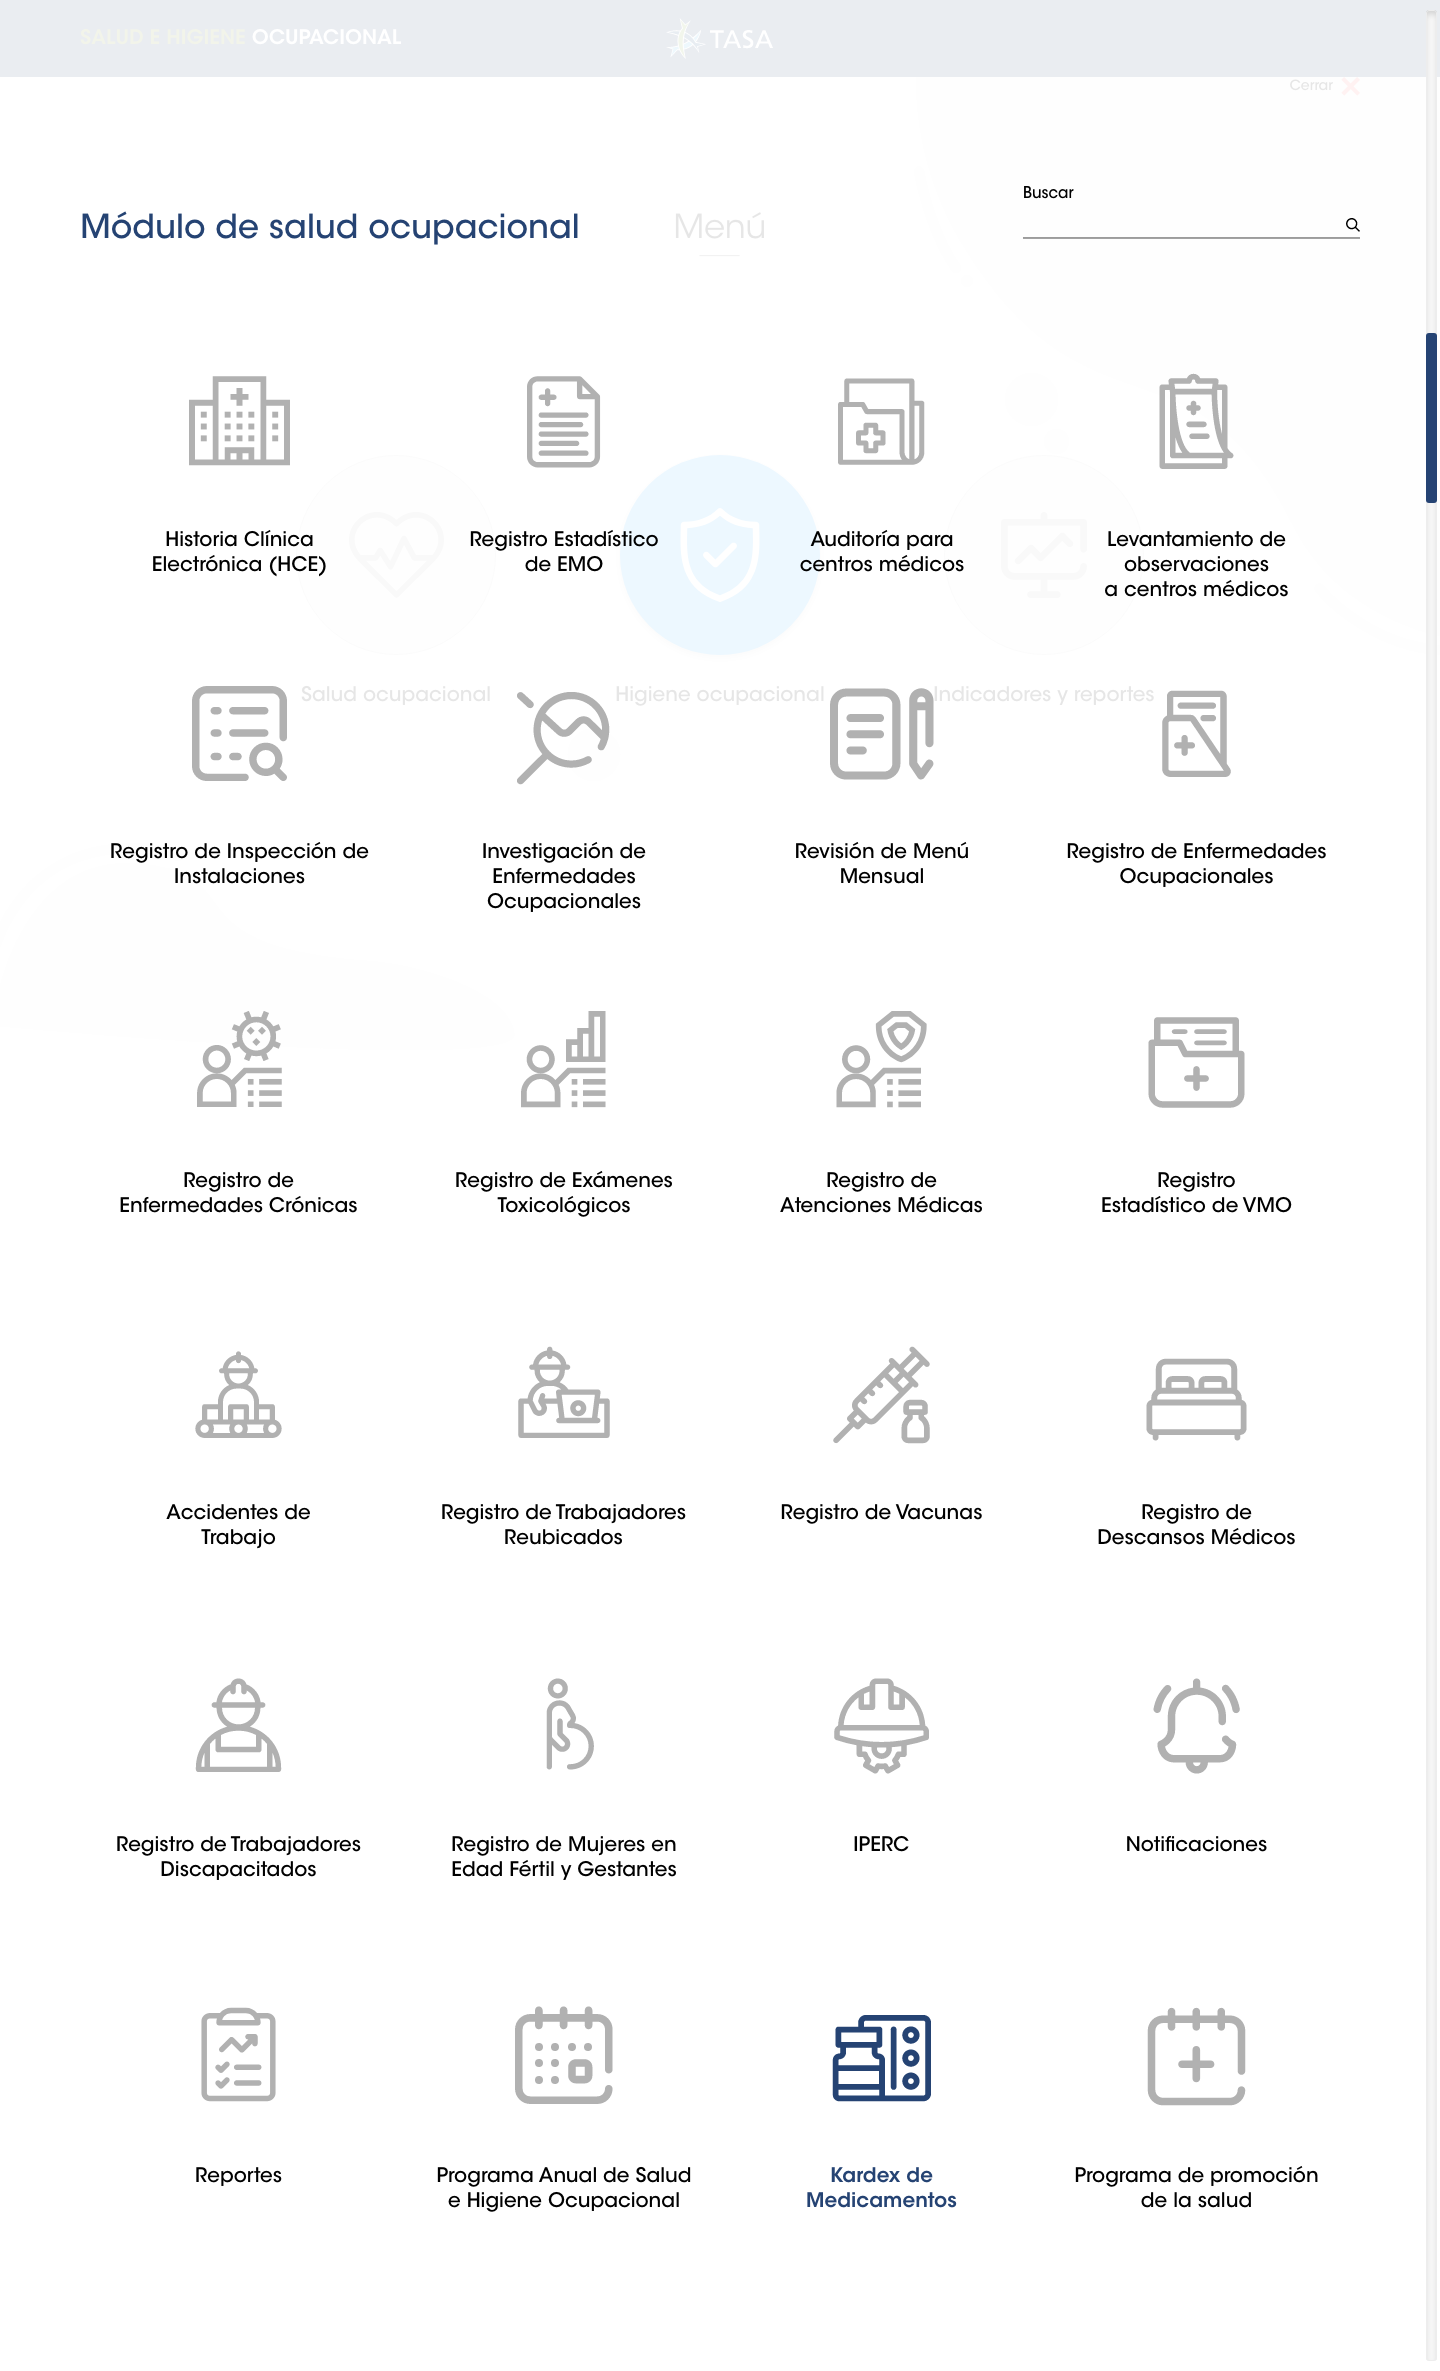 SALUD E HIGIENE OCUPACIONAL
TASA
Cerrar
Buscar
Módulo de salud ocupacional
Menú
Historia Clínica
Electrónica (HCE)
Registro Estadístico
de EMO
Auditoría para
centros médicos
Levantamiento de
observaciones
a centros médicos
Salud ocupacional
Higiene ocupacional
Indicadores y reportes
Registro de Inspección de
Instalaciones
Investigación de
Enfermedades
Ocupacionales
Revisión de Menú
Mensual
Registro de Enfermedades
Ocupacionales
Registro de
Enfermedades Crónicas
Registro de Exámenes
Toxicológicos
Registro de
Atenciones Médicas
Registro
Estadístico de VMO
Accidentes de
Trabajo
Registro de Trabajadores
Reubicados
Registro de Vacunas
Registro de
Descansos Médicos
Registro de Trabajadores
Discapacitados
Registro de Mujeres en
Edad Fértil y Gestantes
IPERC
Notificaciones
Reportes
Programa Anual de Salud
e Higiene Ocupacional
Kardex de
Medicamentos
Programa de promoción
de la salud